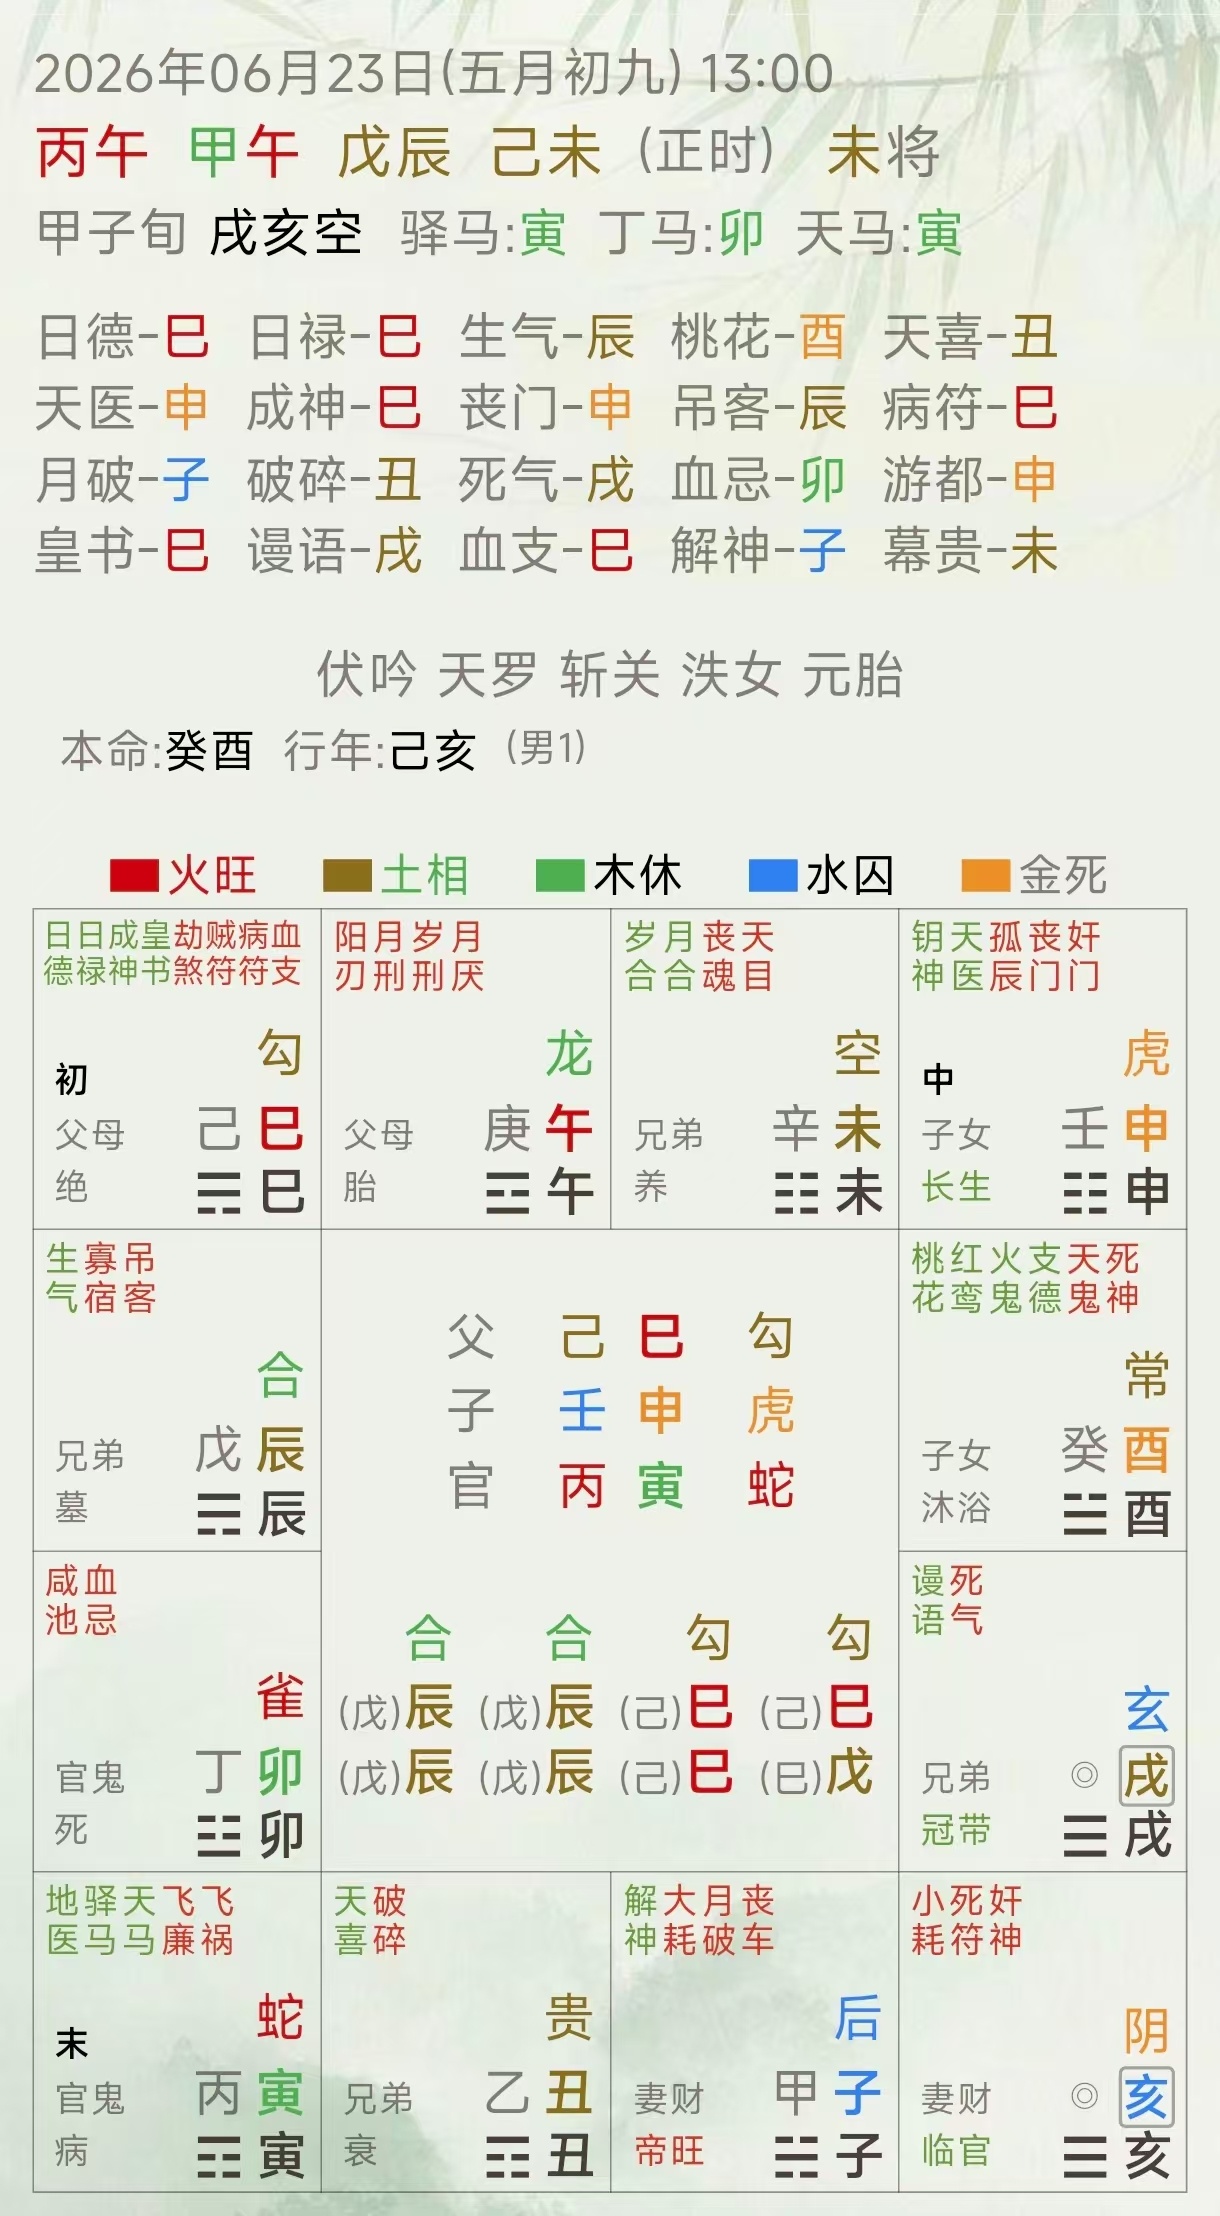 2026年06月23日(五月初九) 13:00
丙午 甲午 戊辰 己未 (正时) 未将
甲子旬 戌亥空 驿马:寅 丁马:卯 天马:寅
日德-巳 日禄-巳 生气-辰 桃花-酉 天喜-丑
天医-申 成神-巳 丧门-申 吊客-辰 病符-巳
月破-子 破碎-丑 死气-戌 血忌-卯 游都-申
皇书-巳 谩语-戌 血支-巳 解神-子 幕贵-未
伏吟 天罗 斩关 泆女 元胎
本命:癸酉 行年:己亥 (男1)
火旺 土相 木休 水囚 金死
日日成皇劫贼病血
德禄神书煞符符支
勾
初
父母 己巳
绝 ☴巳
阳月岁月
刃刑刑厌
龙
父母 庚午
胎 ☲午
岁月丧天
合合魂目
空
兄弟 辛未
养 ☷未
钥天孤丧奸
神医辰门门
虎
中
子女 壬申
长生 ☷申
生寡吊
气宿客
合
兄弟 戊辰
墓 ☴辰
父 己巳 勾
子 壬申 虎
官 丙寅 蛇
桃红火支天死
花鸾鬼德鬼神
常
子女 癸酉
沐浴 ☱酉
咸血
池忌
雀
官鬼 丁卯
死 ☳卯
合 合 勾 勾
(戊)辰 (戊)辰 (己)巳 (己)巳
(戊)辰 (戊)辰 (己)巳 (巳)戊
谩死
语气
玄
兄弟 ◎ 戌
冠带 ☰戌
地驿天飞飞
医马马廉祸
蛇
末
官鬼 丙寅
病 ☶寅
天破
喜碎
贵
兄弟 乙丑
衰 ☶丑
解大月丧
神耗破车
后
妻财 甲子
帝旺 ☵子
小死奸
耗符神
阴
妻财 ◎ 亥
临官 ☰亥